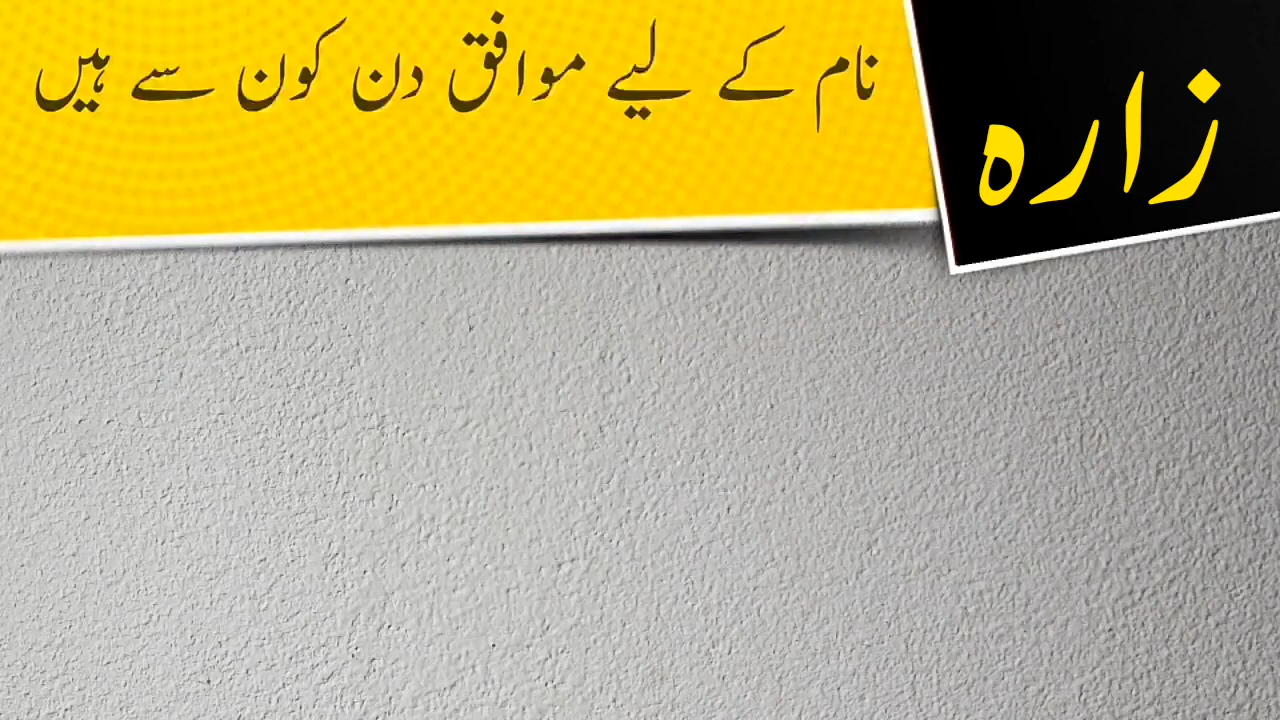 زارہ
نام کے لیے موافق دن کون سے ہیں